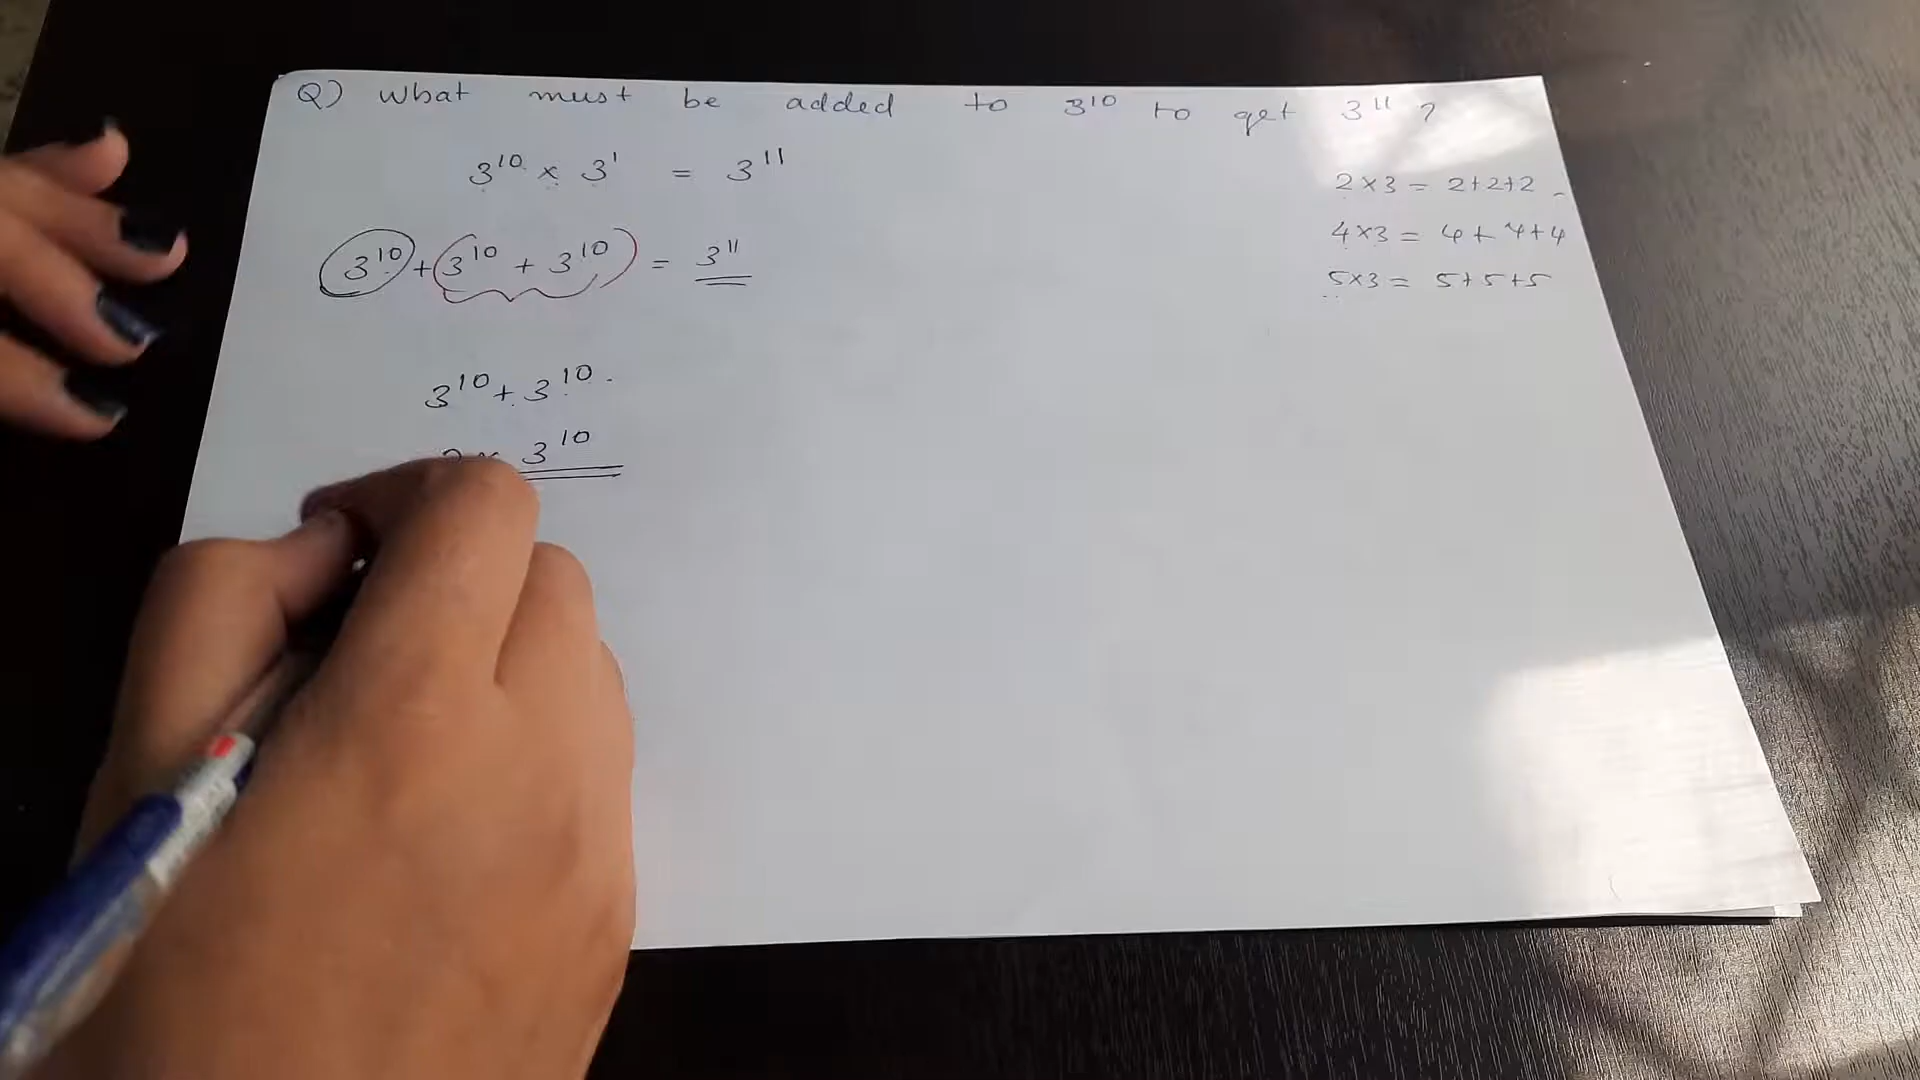 Q) What must be added to 3¹⁰ to get 3¹¹ ?
3¹⁰ × 3¹ = 3¹¹
3¹⁰ + (3¹⁰ + 3¹⁰) = 3¹¹
3¹⁰ + 3¹⁰
2 × 3¹⁰
2×3 = 2+2+2
4×3 = 4+4+4
5×3 = 5+5+5